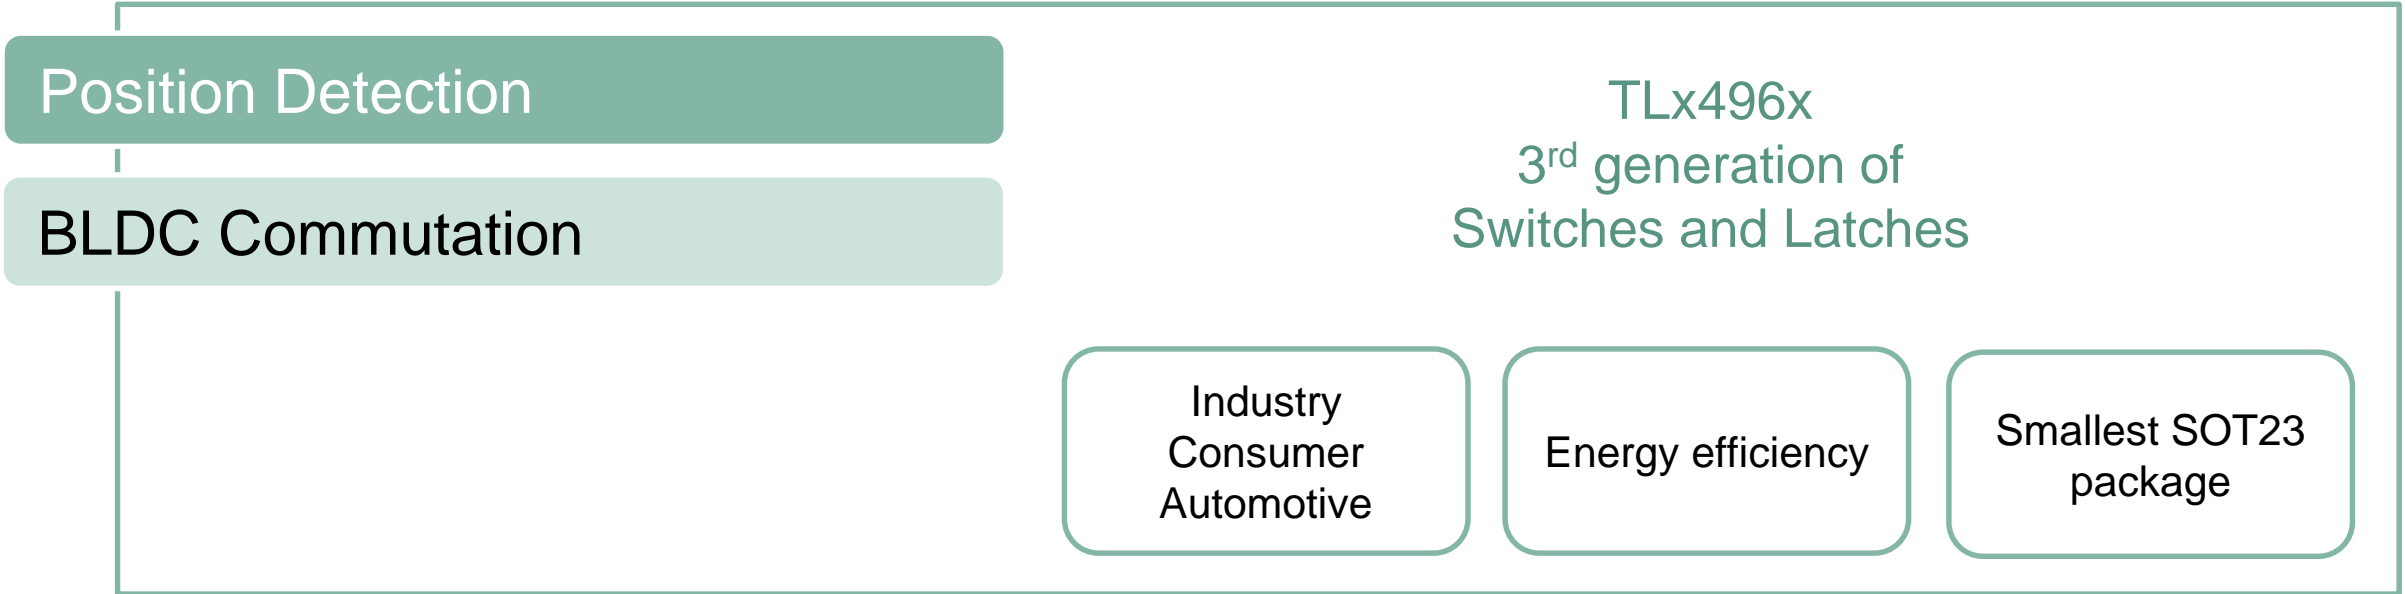 Position Detection
BLDC Commutation
TLx496x
3rd generation of
Switches and Latches
Industry
Consumer
Automotive
Energy efficiency
Smallest SOT23
package